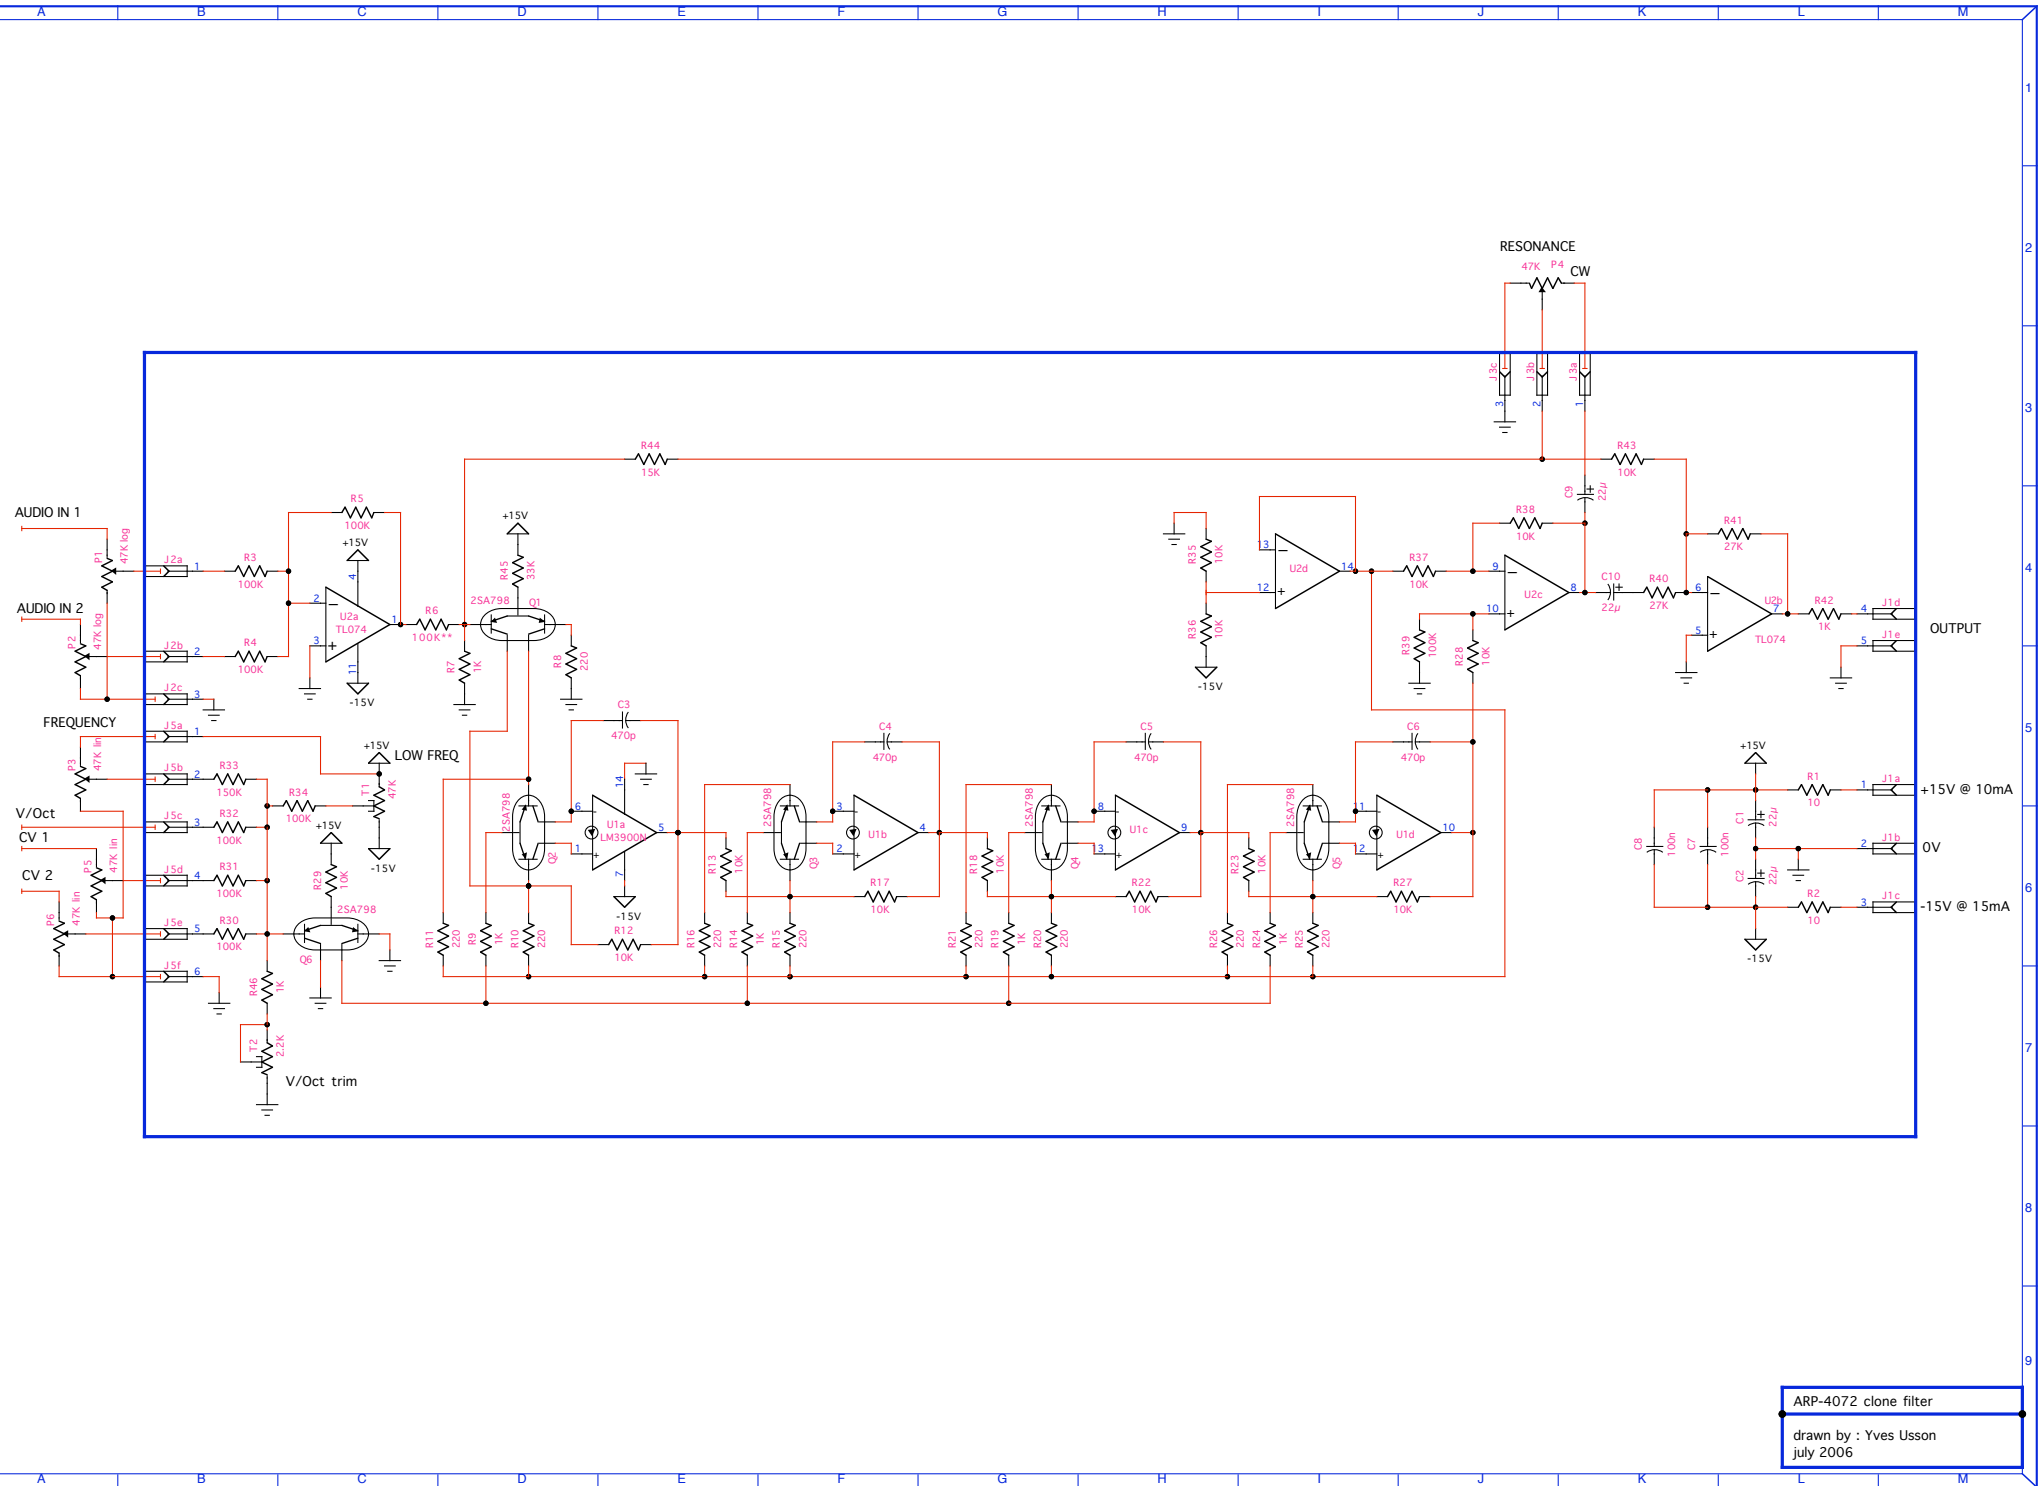 A B C D E F G H I J K L M
1
2
3
4
5
6
7
8
9
RESONANCE
47K P4 CW
J3c J3b J3a
3 2 1
R44
15K
R43
10K
C9 22µ
AUDIO IN 1
P1 47K log
J2a 1
R3
100K
R5
100K
+15V
4
2
3
U2a
TL074
1
11
-15V
R6
100K**
AUDIO IN 2
P2 47K log
J2b 2
R4
100K
J2c 3
+15V
R45 33K
2SA798 Q1
R7 1K
R8 220
R35 10K
R36 10K
-15V
13
12
U2d
14
R37
10K
R38
10K
9
10
U2c
8
R39 100K
R28 10K
C10
22µ
R40
27K
R41
27K
6
5
U2b
7
TL074
R42
1K
4 J1d
5 J1e
OUTPUT
FREQUENCY
P3 47K lin
J5a 1
J5b 2
R33
150K
V/Oct
J5c 3
R32
100K
CV 1
P5 47K lin
J5d 4
R31
100K
CV 2
P6 47K lin
J5e 5
R30
100K
J5f 6
R34
100K
+15V
LOW FREQ
T1 47K
-15V
+15V
R29 10K
2SA798
Q6
R46 1K
T2 2.2K
V/Oct trim
C3
470p
2SA798 Q2
6
1
14
U1a
LM3900N
5
7
-15V
R12
10K
R11 220
R9 1K
R10 220
C4
470p
R13 10K
2SA798 Q3
3
2
U1b
4
R17
10K
R16 220
R14 1K
R15 220
C5
470p
R18 10K
2SA798 Q4
8
13
U1c
9
R22
10K
R21 220
R19 1K
R20 220
C6
470p
R23 10K
2SA798 Q5
11
12
U1d
10
R27
10K
R26 220
R24 1K
R25 220
+15V
R1
10
1 J1a
+15V @ 10mA
C8 100n
C7 100n
C1 22µ
2 J1b
0V
C2 22µ
R2
10
3 J1c
-15V @ 15mA
-15V
ARP-4072 clone filter
drawn by : Yves Usson
july 2006
A B C D E F G H I J K L M